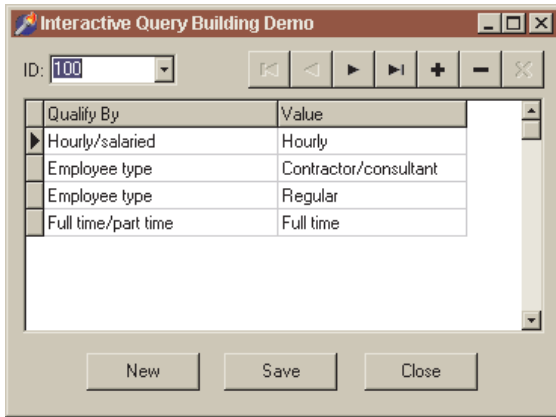 Interactive Query Building Demo
ID: 100
Qualify By Value
Hourly/salaried Hourly
Employee type Contractor/consultant
Employee type Regular
Full time/part time Full time
New Save Close